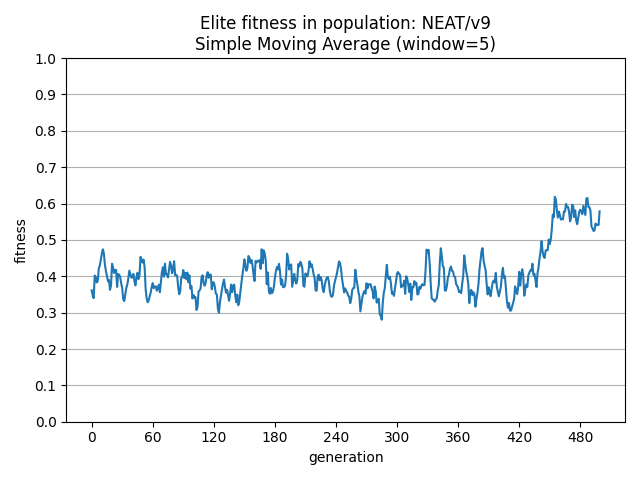 Elite fitness in population: NEAT/v9
Simple Moving Average (window=5)
1.0
0.9
0.8
0.7
0.6
0.5
0.4
0.3
0.2
0.1
0.0
fitness
0 60 120 180 240 300 360 420 480
generation